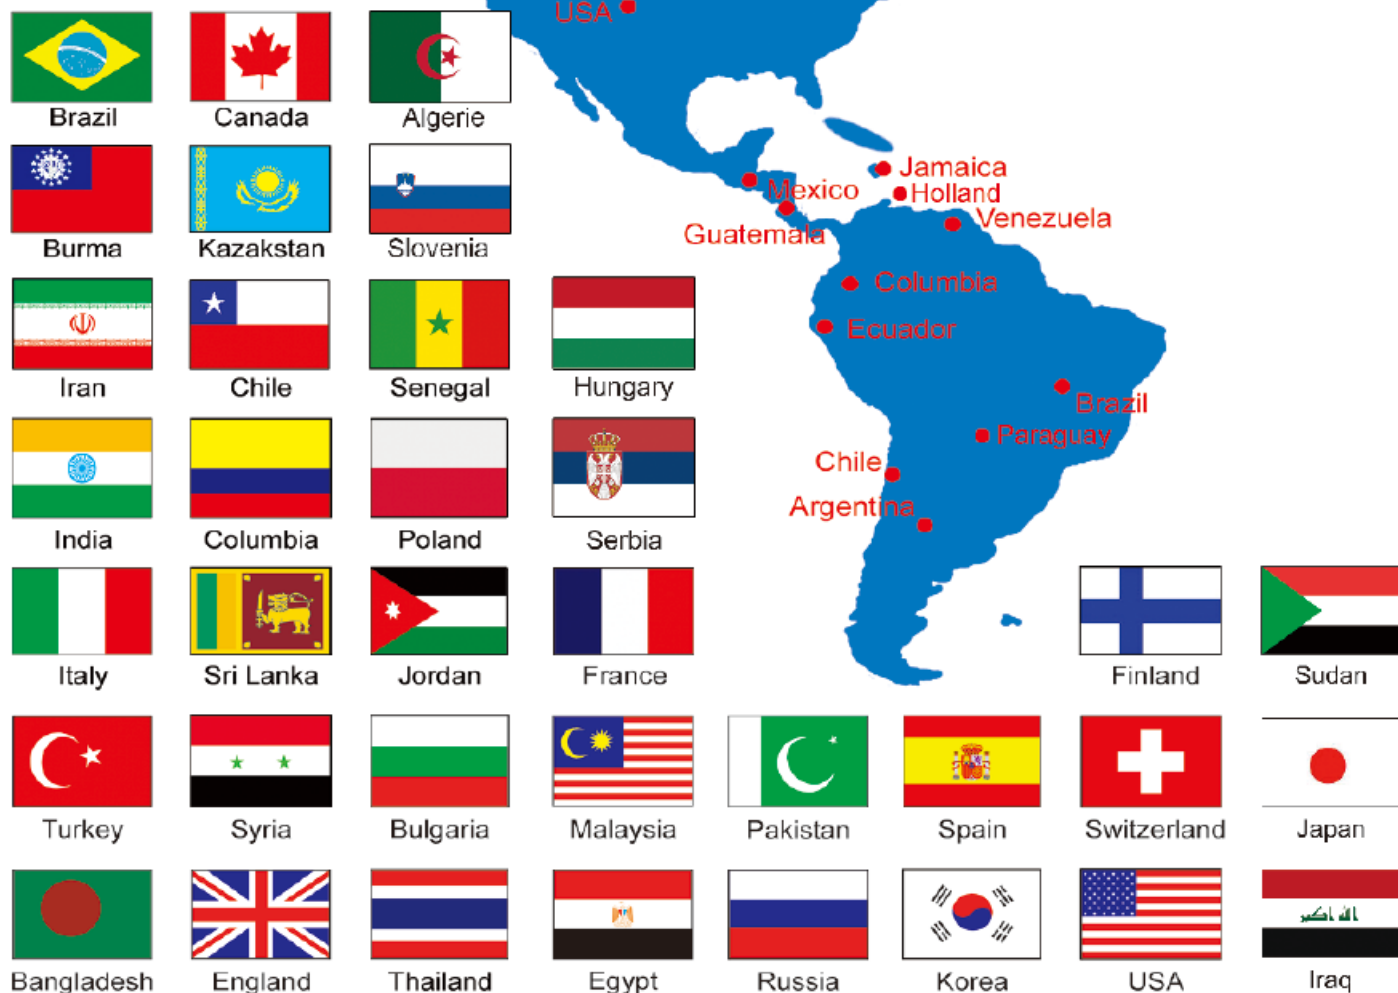 USA
Brazil
Canada
Algerie
Jamaica
Mexico
Holland
Venezuela
Guatemala
Burma
Kazakstan
Slovenia
Columbia
Ecuador
Iran
Chile
Senegal
Hungary
Brazil
Paraguay
Chile
Argentina
India
Columbia
Poland
Serbia
Italy
Sri Lanka
Jordan
France
Finland
Sudan
Turkey
Syria
Bulgaria
Malaysia
Pakistan
Spain
Switzerland
Japan
الله اكبر
Bangladesh
England
Thailand
Egypt
Russia
Korea
USA
Iraq